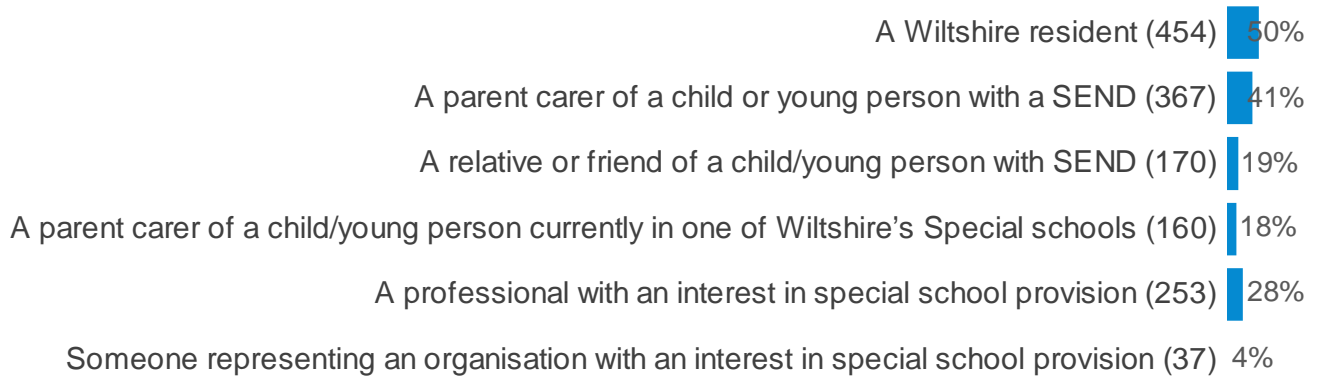 A Wiltshire resident (454) 50%
A parent carer of a child or young person with a SEND (367) 41%
A relative or friend of a child/young person with SEND (170) 19%
A parent carer of a child/young person currently in one of Wiltshire’s Special schools (160) 18%
A professional with an interest in special school provision (253) 28%
Someone representing an organisation with an interest in special school provision (37) 4%